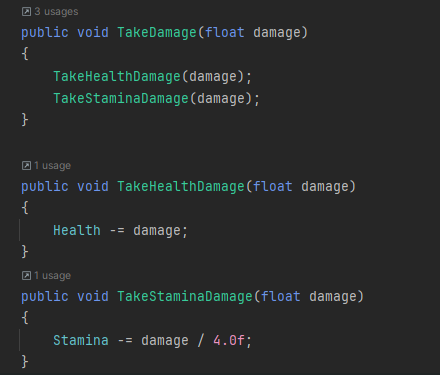 3 usages
public void TakeDamage(float damage)
{
    TakeHealthDamage(damage);
    TakeStaminaDamage(damage);
}
1 usage
public void TakeHealthDamage(float damage)
{
    Health -= damage;
}
1 usage
public void TakeStaminaDamage(float damage)
{
    Stamina -= damage / 4.0f;
}